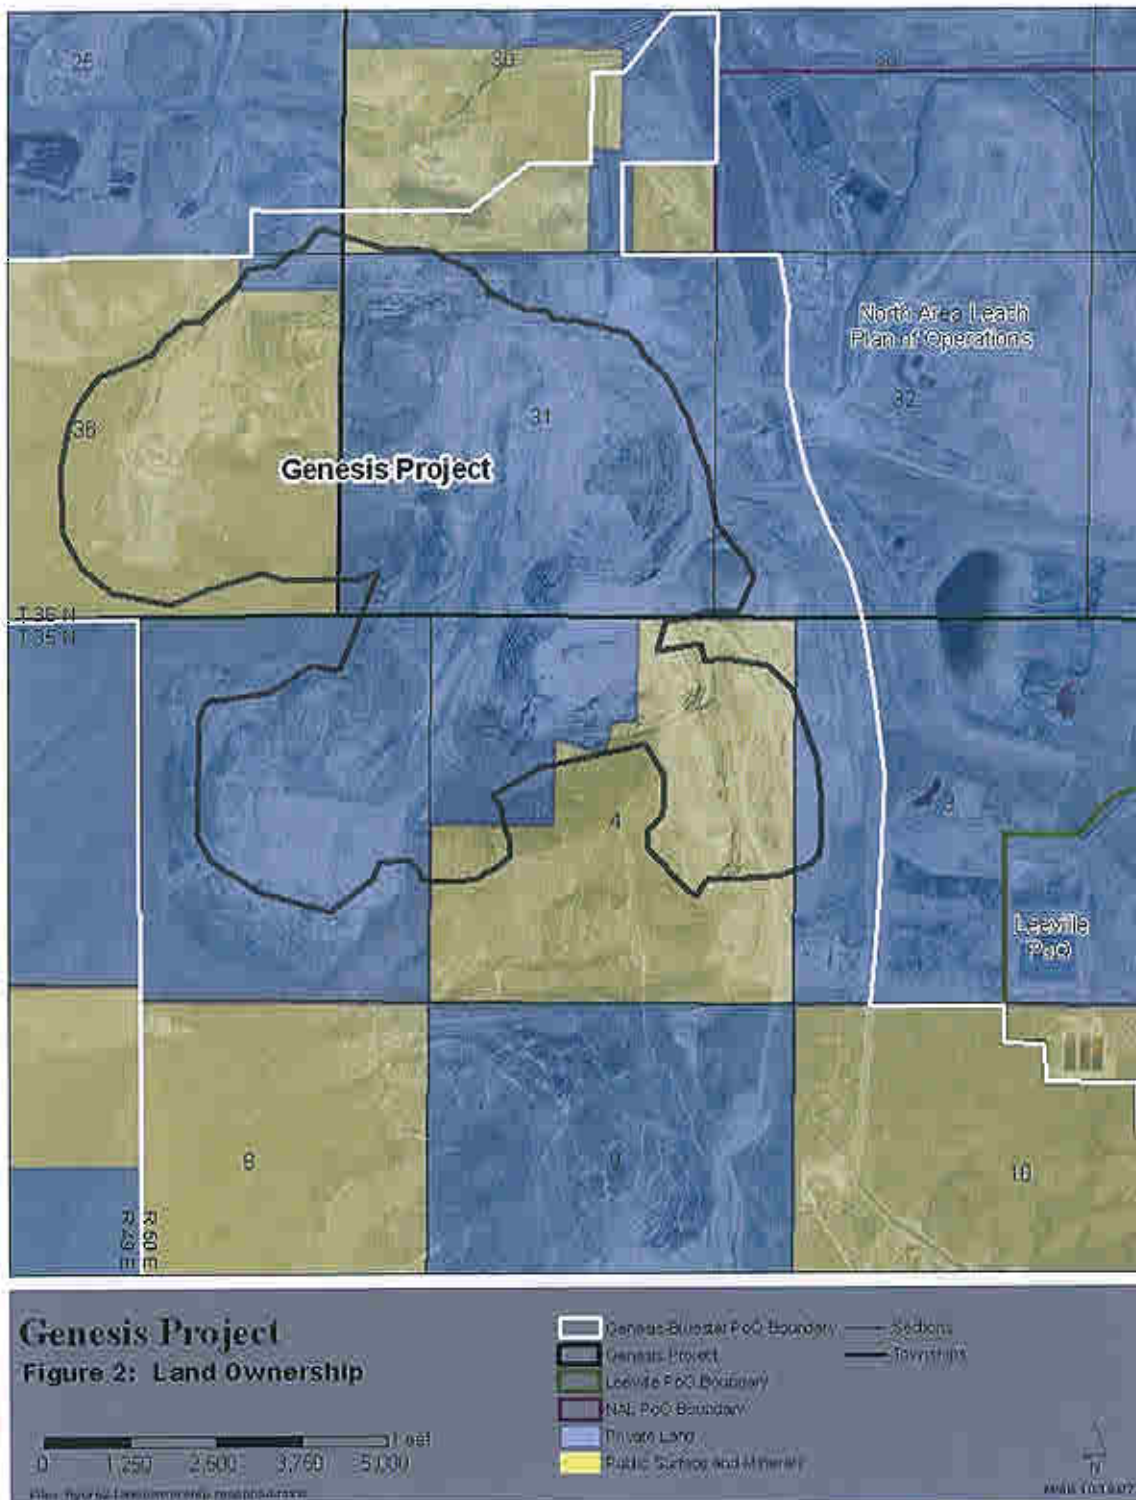 25
30
North Area Leach
Plan of Operations
32
36
31
Genesis Project
T 36 N
T 35 N
4
3
Leeville
PoO
8
9
10
R 60 E
Genesis Project
Figure 2: Land Ownership
Feet
0 1,250 2,500 3,750 5,000
Genesis-Bluestar PoO Boundary
Genesis Project
Leeville PoO Boundary
NAL PoO Boundary
Private Land
Public Surface and Minerals
Sections
Townships
N